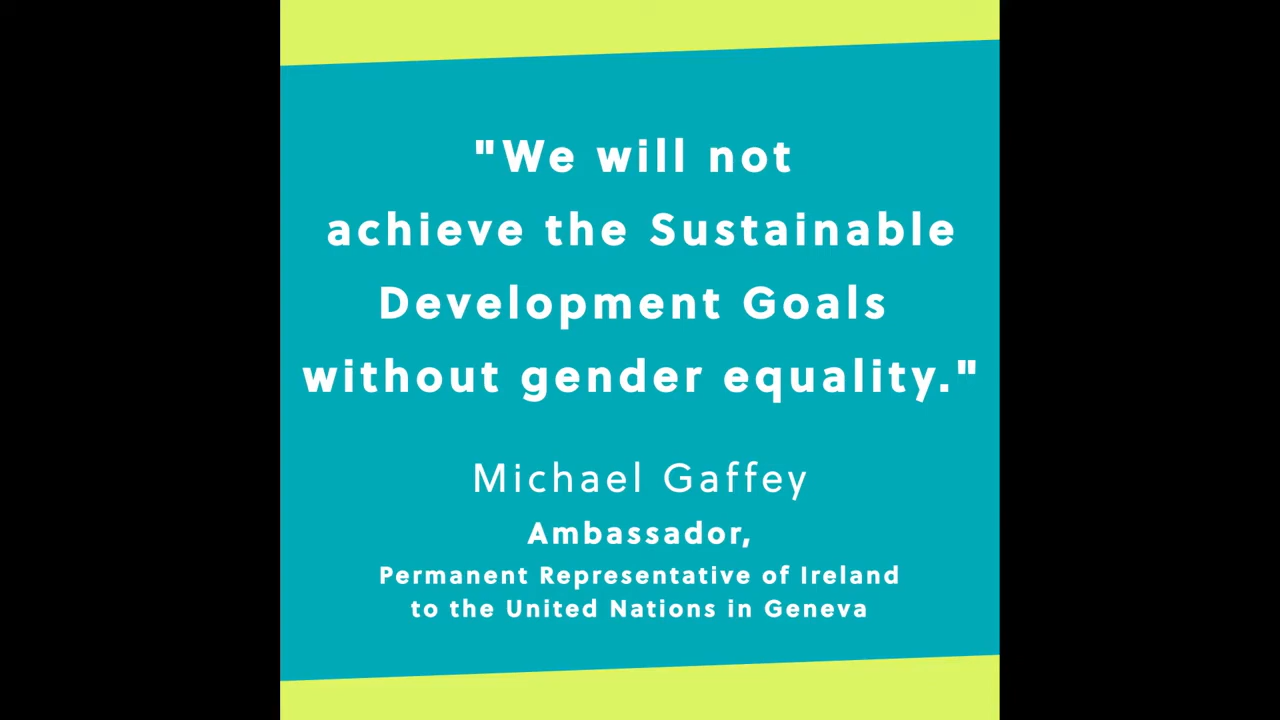 "We will not
achieve the Sustainable
Development Goals
without gender equality."
Michael Gaffey
Ambassador,
Permanent Representative of Ireland
to the United Nations in Geneva